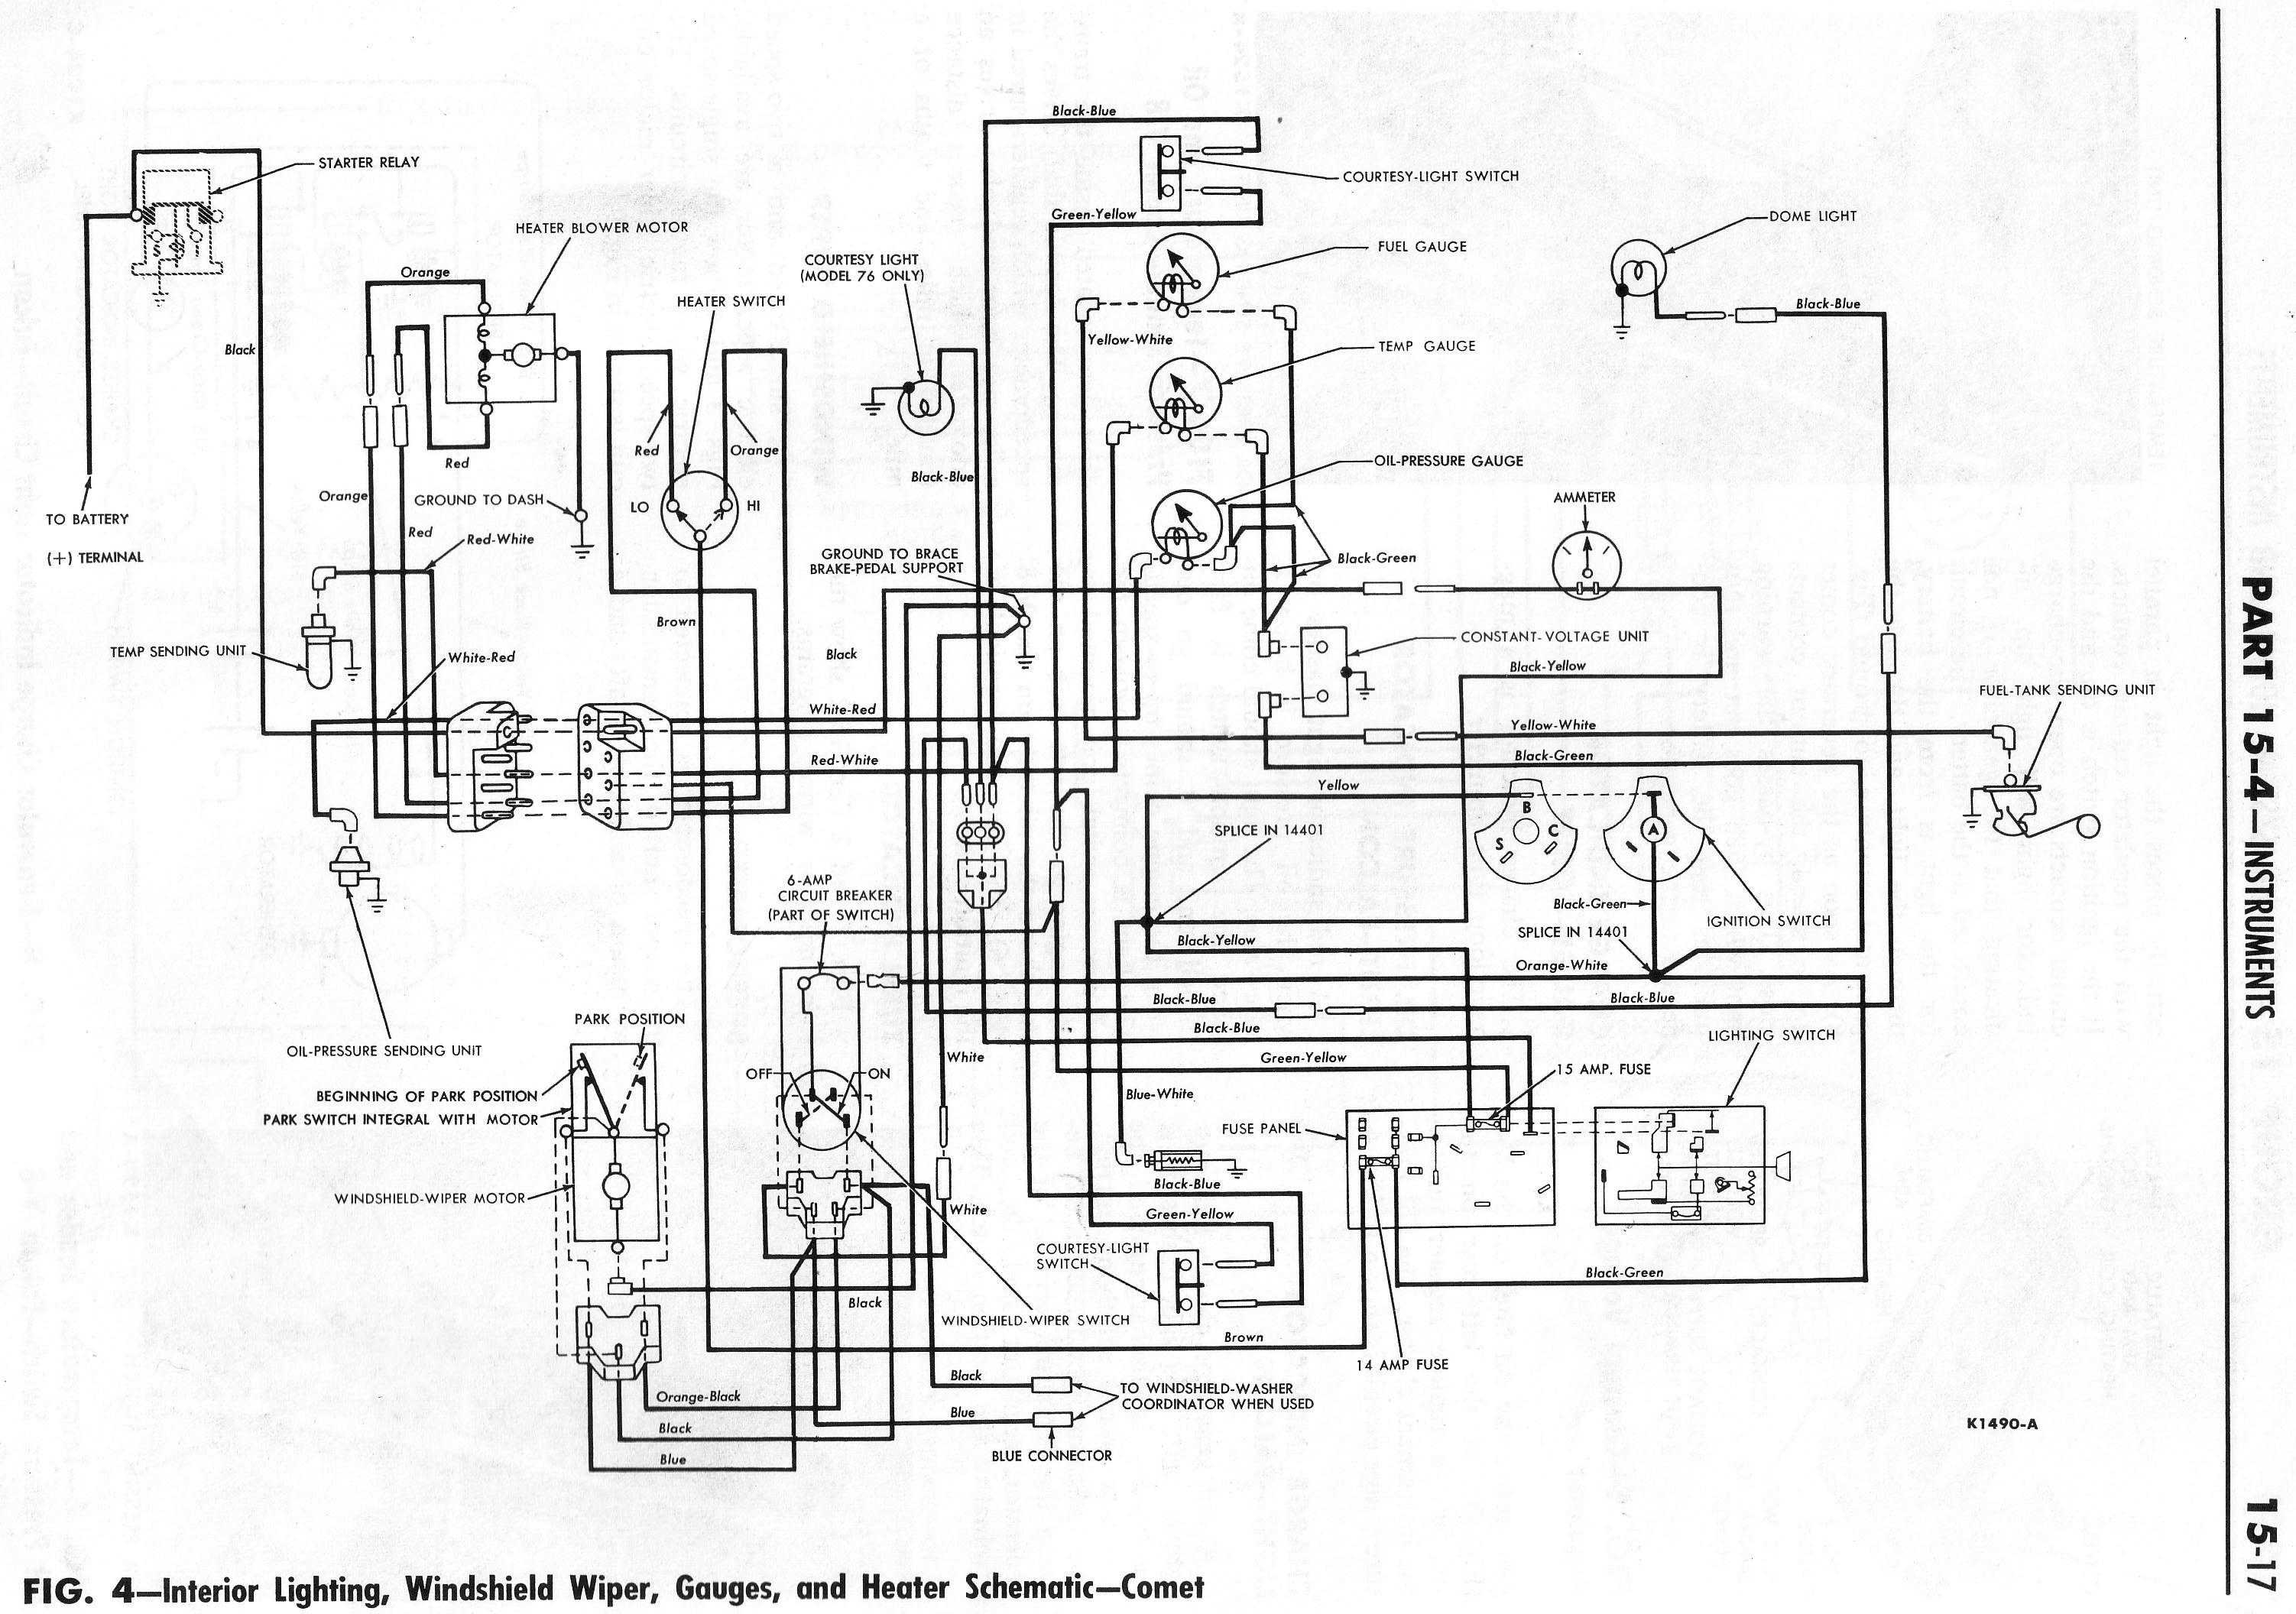 Black-Blue
STARTER RELAY
COURTESY-LIGHT SWITCH
Green-Yellow
DOME LIGHT
HEATER BLOWER MOTOR
FUEL GAUGE
COURTESY LIGHT
(MODEL 76 ONLY)
Orange
HEATER SWITCH
Black-Blue
Black
Yellow-White
TEMP GAUGE
Red
Orange
Red
OIL-PRESSURE GAUGE
Black-Blue
Orange
GROUND TO DASH
LO
HI
AMMETER
TO BATTERY
(+) TERMINAL
Red
Red-White
GROUND TO BRACE
BRAKE-PEDAL SUPPORT
Black-Green
PART 15-4—INSTRUMENTS
Brown
TEMP SENDING UNIT
White-Red
Black
CONSTANT-VOLTAGE UNIT
Black-Yellow
FUEL-TANK SENDING UNIT
White-Red
Yellow-White
Red-White
Black-Green
Yellow
B
S
C
A
SPLICE IN 14401
6-AMP
CIRCUIT BREAKER
(PART OF SWITCH)
Black-Green
IGNITION SWITCH
SPLICE IN 14401
Black-Yellow
Orange-White
Black-Blue
Black-Blue
PARK POSITION
Black-Blue
LIGHTING SWITCH
OIL-PRESSURE SENDING UNIT
White
Green-Yellow
15 AMP. FUSE
OFF
ON
BEGINNING OF PARK POSITION
Blue-White
PARK SWITCH INTEGRAL WITH MOTOR
FUSE PANEL
WINDSHIELD-WIPER MOTOR
Black-Blue
White
Green-Yellow
COURTESY-LIGHT
SWITCH
Black-Green
Black
WINDSHIELD-WIPER SWITCH
Brown
14 AMP FUSE
Black
TO WINDSHIELD-WASHER
COORDINATOR WHEN USED
Orange-Black
Blue
Black
BLUE CONNECTOR
Blue
K1490-A
15-17
FIG. 4—Interior Lighting, Windshield Wiper, Gauges, and Heater Schematic—Comet